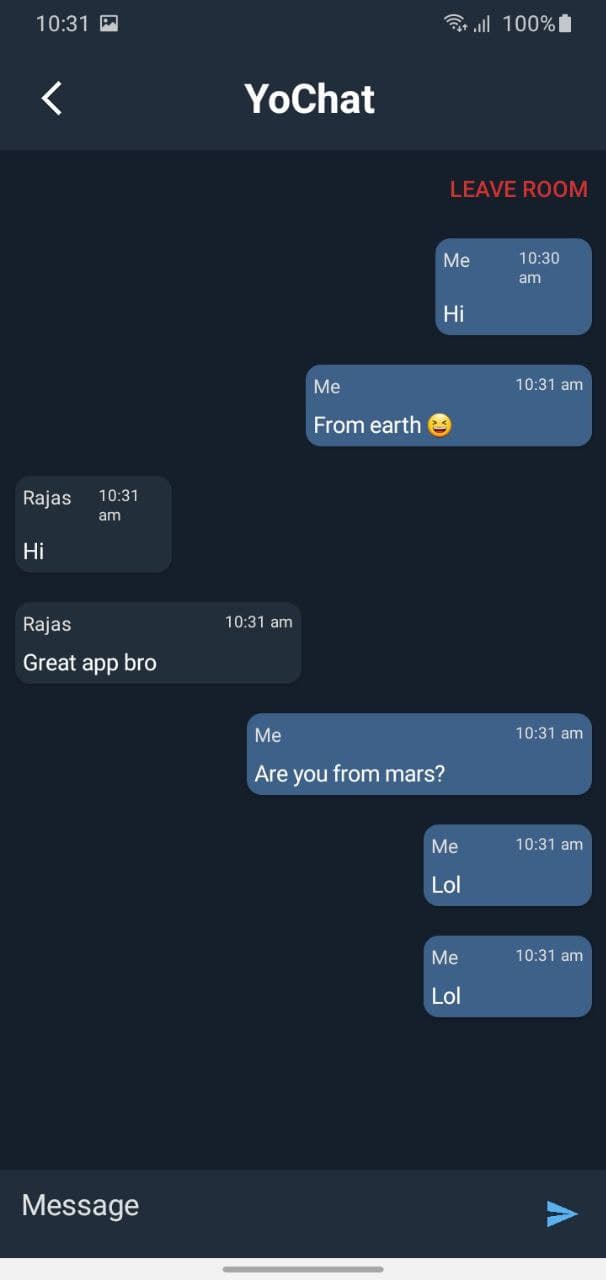 10:31 100%
YoChat
LEAVE ROOM
Me 10:30
am
Hi
Me 10:31 am
From earth 😆
Rajas 10:31
am
Hi
Rajas 10:31 am
Great app bro
Me 10:31 am
Are you from mars?
Me 10:31 am
Lol
Me 10:31 am
Lol
Message